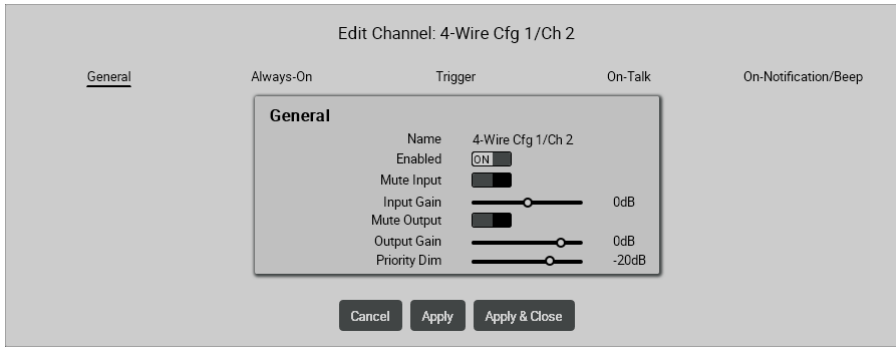 Edit Channel: 4-Wire Cfg 1/Ch 2
General Always-On Trigger On-Talk On-Notification/Beep
General
Name 4-Wire Cfg 1/Ch 2
Enabled ON
Mute Input
Input Gain 0dB
Mute Output
Output Gain 0dB
Priority Dim -20dB
Cancel Apply Apply & Close